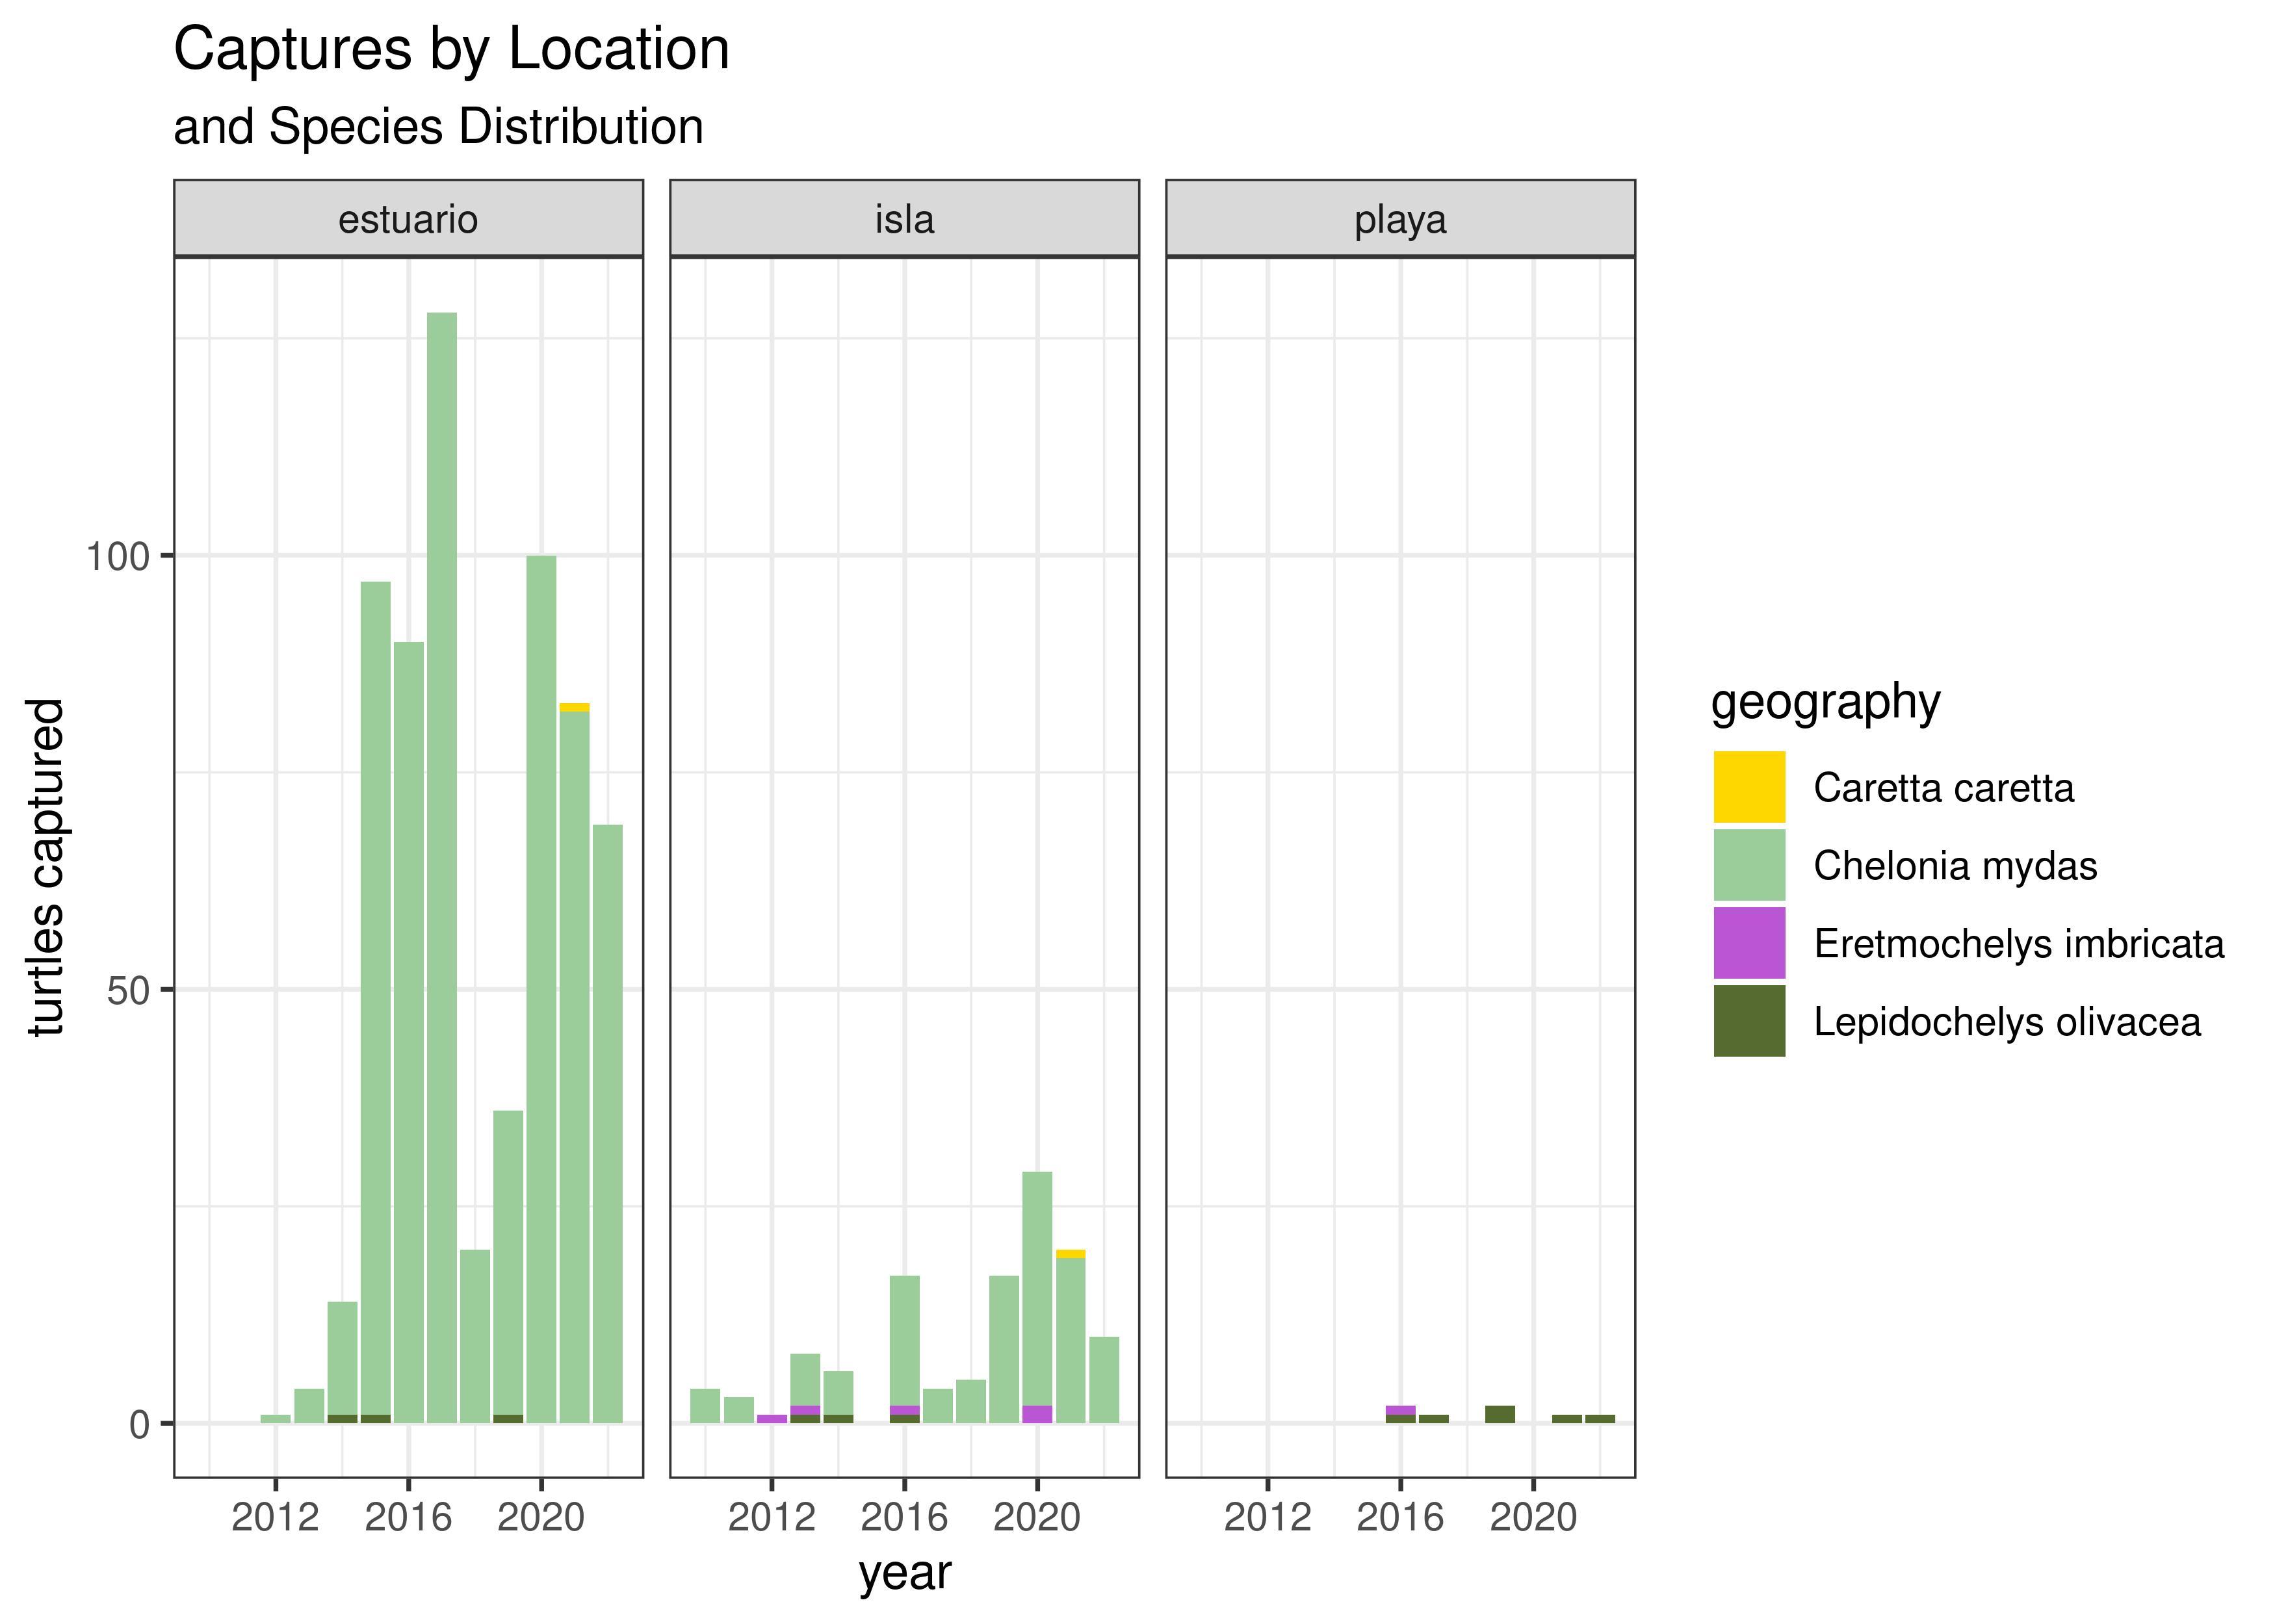 Captures by Location
and Species Distribution
estuario
isla
playa
turtles captured
100
50
0
2012
2016
2020
2012
2016
2020
2012
2016
2020
year
geography
Caretta caretta
Chelonia mydas
Eretmochelys imbricata
Lepidochelys olivacea